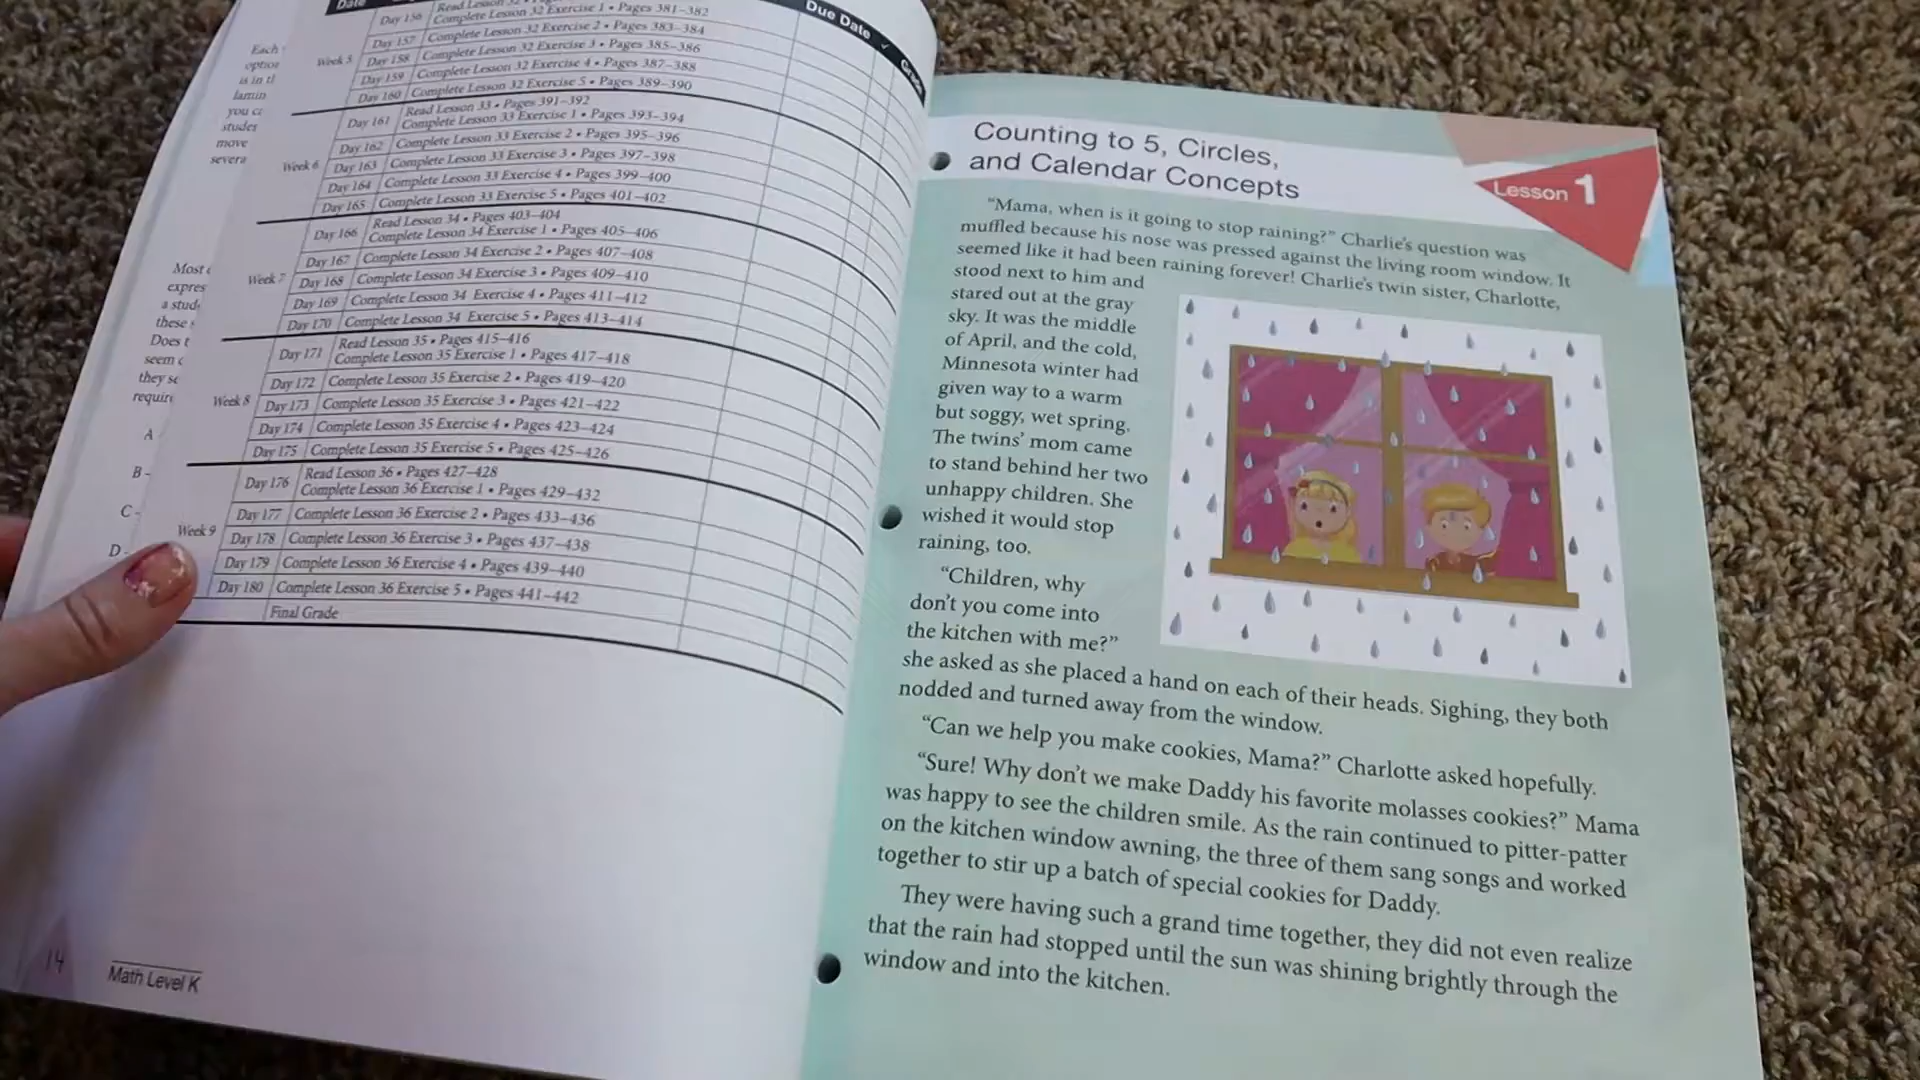 Date
Due Date ✓
Grade
Day 156 Read Lesson 32
Complete Lesson 32 Exercise 1 • Pages 381–382
Day 157 Complete Lesson 32 Exercise 2 • Pages 383–384
Week 5 Day 158 Complete Lesson 32 Exercise 3 • Pages 385–386
Day 159 Complete Lesson 32 Exercise 4 • Pages 387–388
Day 160 Complete Lesson 32 Exercise 5 • Pages 389–390
Day 161 Read Lesson 33 • Pages 391–392
Complete Lesson 33 Exercise 1 • Pages 393–394
Day 162 Complete Lesson 33 Exercise 2 • Pages 395–396
Week 6 Day 163 Complete Lesson 33 Exercise 3 • Pages 397–398
Day 164 Complete Lesson 33 Exercise 4 • Pages 399–400
Day 165 Complete Lesson 33 Exercise 5 • Pages 401–402
Day 166 Read Lesson 34 • Pages 403–404
Complete Lesson 34 Exercise 1 • Pages 405–406
Day 167 Complete Lesson 34 Exercise 2 • Pages 407–408
Week 7 Day 168 Complete Lesson 34 Exercise 3 • Pages 409–410
Day 169 Complete Lesson 34 Exercise 4 • Pages 411–412
Day 170 Complete Lesson 34 Exercise 5 • Pages 413–414
Day 171 Read Lesson 35 • Pages 415–416
Complete Lesson 35 Exercise 1 • Pages 417–418
Day 172 Complete Lesson 35 Exercise 2 • Pages 419–420
Week 8 Day 173 Complete Lesson 35 Exercise 3 • Pages 421–422
Day 174 Complete Lesson 35 Exercise 4 • Pages 423–424
Day 175 Complete Lesson 35 Exercise 5 • Pages 425–426
Day 176 Read Lesson 36 • Pages 427–428
Complete Lesson 36 Exercise 1 • Pages 429–432
Day 177 Complete Lesson 36 Exercise 2 • Pages 433–436
Week 9 Day 178 Complete Lesson 36 Exercise 3 • Pages 437–438
Day 179 Complete Lesson 36 Exercise 4 • Pages 439–440
Day 180 Complete Lesson 36 Exercise 5 • Pages 441–442
Final Grade
14 Math Level K
Each
is in
you
move
Most
a stud
these
Does
seem
they
A
B -
C -
D -
Counting to 5, Circles,
and Calendar Concepts
Lesson 1
“Mama, when is it going to stop raining?” Charlie’s question was
muffled because his nose was pressed against the living room window. It
seemed like it had been raining forever! Charlie’s twin sister, Charlotte,
stood next to him and
stared out at the gray
sky. It was the middle
of April, and the cold,
Minnesota winter had
given way to a warm
but soggy, wet spring.
The twins’ mom came
to stand behind her two
unhappy children. She
wished it would stop
raining, too.
“Children, why
don’t you come into
the kitchen with me?”
she asked as she placed a hand on each of their heads. Sighing, they both
nodded and turned away from the window.
“Can we help you make cookies, Mama?” Charlotte asked hopefully.
“Sure! Why don’t we make Daddy his favorite molasses cookies?” Mama
was happy to see the children smile. As the rain continued to pitter-patter
on the kitchen window awning, the three of them sang songs and worked
together to stir up a batch of special cookies for Daddy.
They were having such a grand time together, they did not even realize
that the rain had stopped until the sun was shining brightly through the
window and into the kitchen.